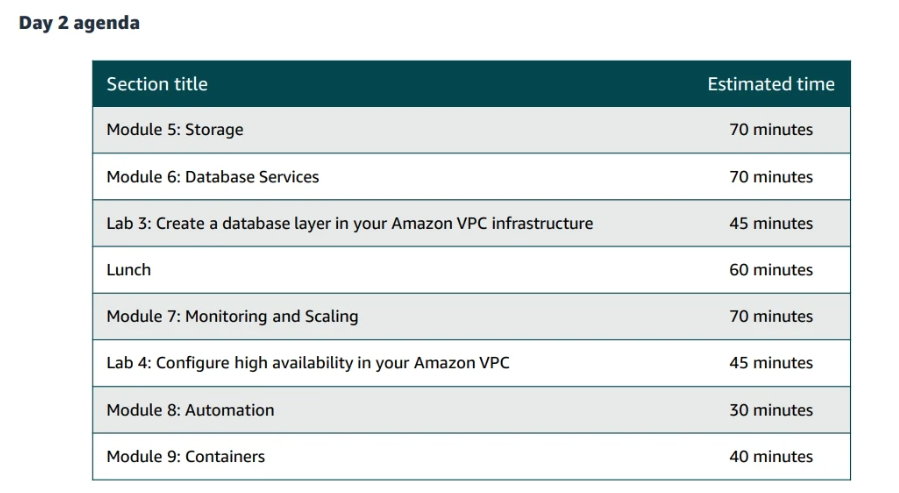 Day 2 agenda
Section title Estimated time
Module 5: Storage 70 minutes
Module 6: Database Services 70 minutes
Lab 3: Create a database layer in your Amazon VPC infrastructure 45 minutes
Lunch 60 minutes
Module 7: Monitoring and Scaling 70 minutes
Lab 4: Configure high availability in your Amazon VPC 45 minutes
Module 8: Automation 30 minutes
Module 9: Containers 40 minutes